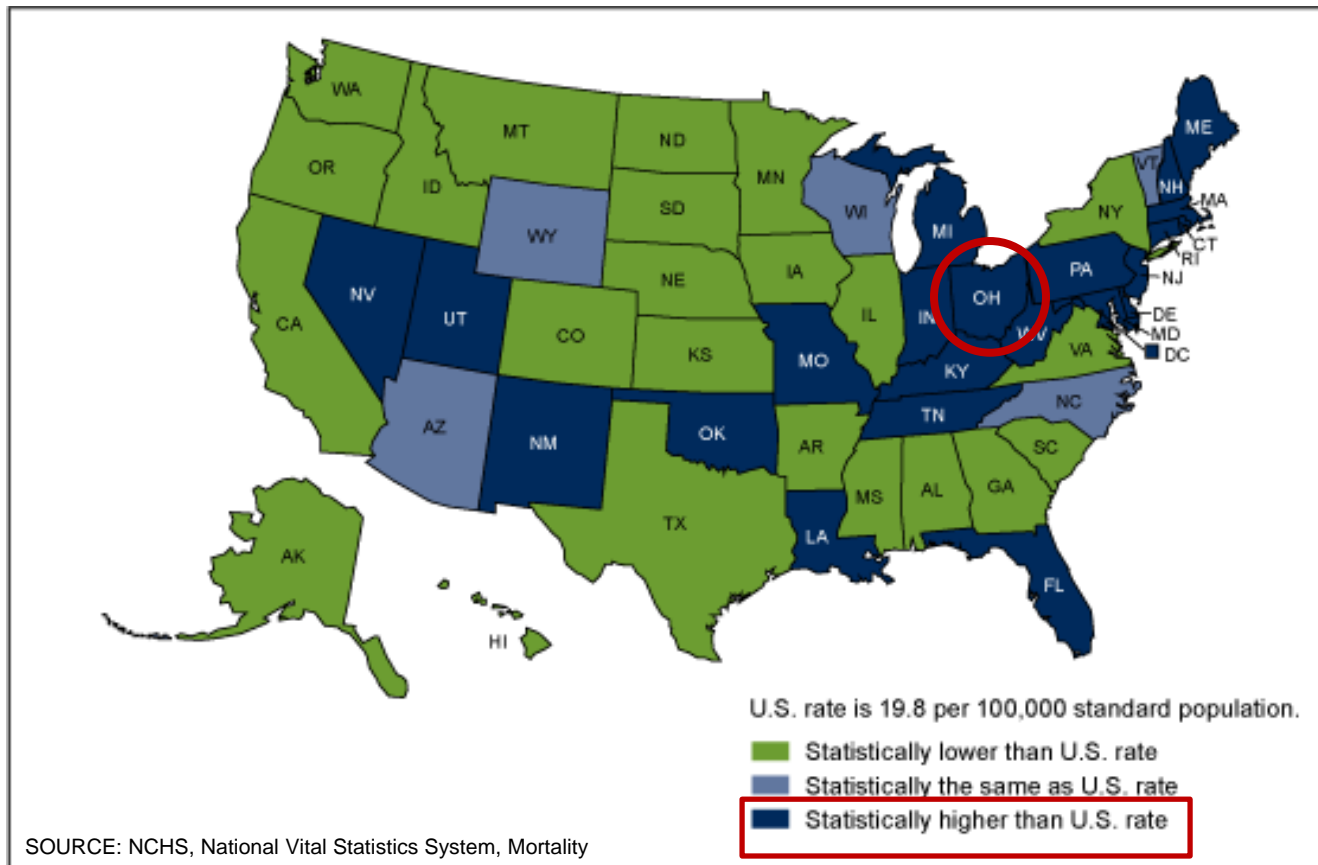 WA
MT
ND
OR
ID
MN
SD
WY
WI
MI
NY
VT
NH
ME
MA
CT
RI
NV
UT
CA
CO
NE
IA
KS
IL
IN
OH
PA
NJ
MO
KY
WV
VA
DE
MD
DC
AZ
NM
OK
AR
TN
NC
SC
MS
AL
GA
TX
LA
FL
AK
HI
U.S. rate is 19.8 per 100,000 standard population.
Statistically lower than U.S. rate
Statistically the same as U.S. rate
Statistically higher than U.S. rate
SOURCE: NCHS, National Vital Statistics System, Mortality